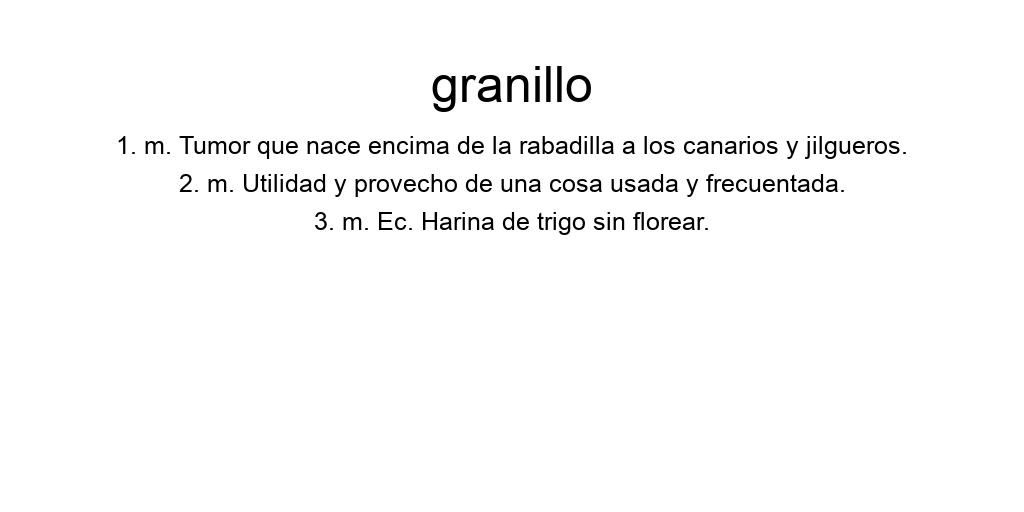 granillo
1. m. Tumor que nace encima de la rabadilla a los canarios y jilgueros.
2. m. Utilidad y provecho de una cosa usada y frecuentada.
3. m. Ec. Harina de trigo sin florear.